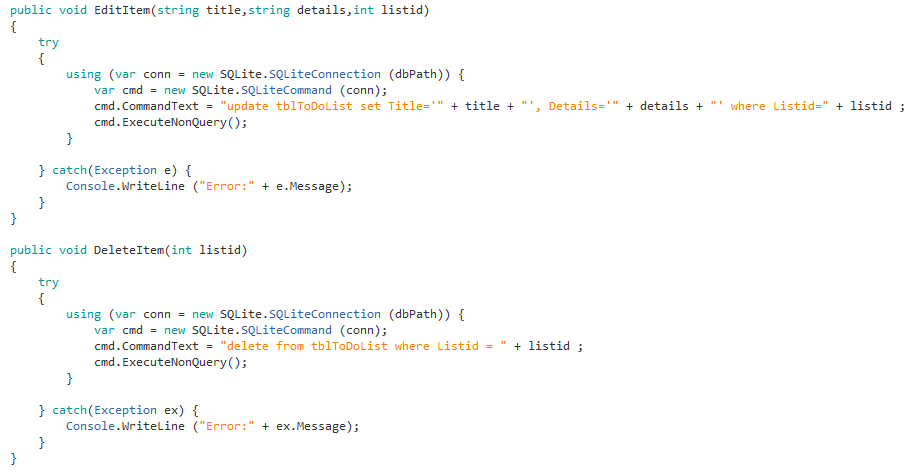 public void EditItem(string title,string details,int listid)
{
    try
    {
        using (var conn = new SQLite.SQLiteConnection (dbPath)) {
            var cmd = new SQLite.SQLiteCommand (conn);
            cmd.CommandText = "update tblToDoList set Title='" + title + "', Details='" + details + "' where Listid=" + listid ;
            cmd.ExecuteNonQuery();
        }

    } catch(Exception e) {
        Console.WriteLine ("Error:" + e.Message);
    }
}

public void DeleteItem(int listid)
{
    try
    {
        using (var conn = new SQLite.SQLiteConnection (dbPath)) {
            var cmd = new SQLite.SQLiteCommand (conn);
            cmd.CommandText = "delete from tblToDoList where Listid = " + listid ;
            cmd.ExecuteNonQuery();
        }

    } catch(Exception ex) {
        Console.WriteLine ("Error:" + ex.Message);
    }
}